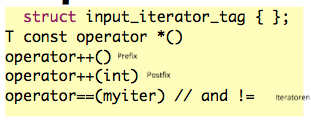 struct input_iterator_tag { };
T const operator *()
operator++() Prefix
operator++(int) Postfix
operator==(myiter) // and != Iteratoren